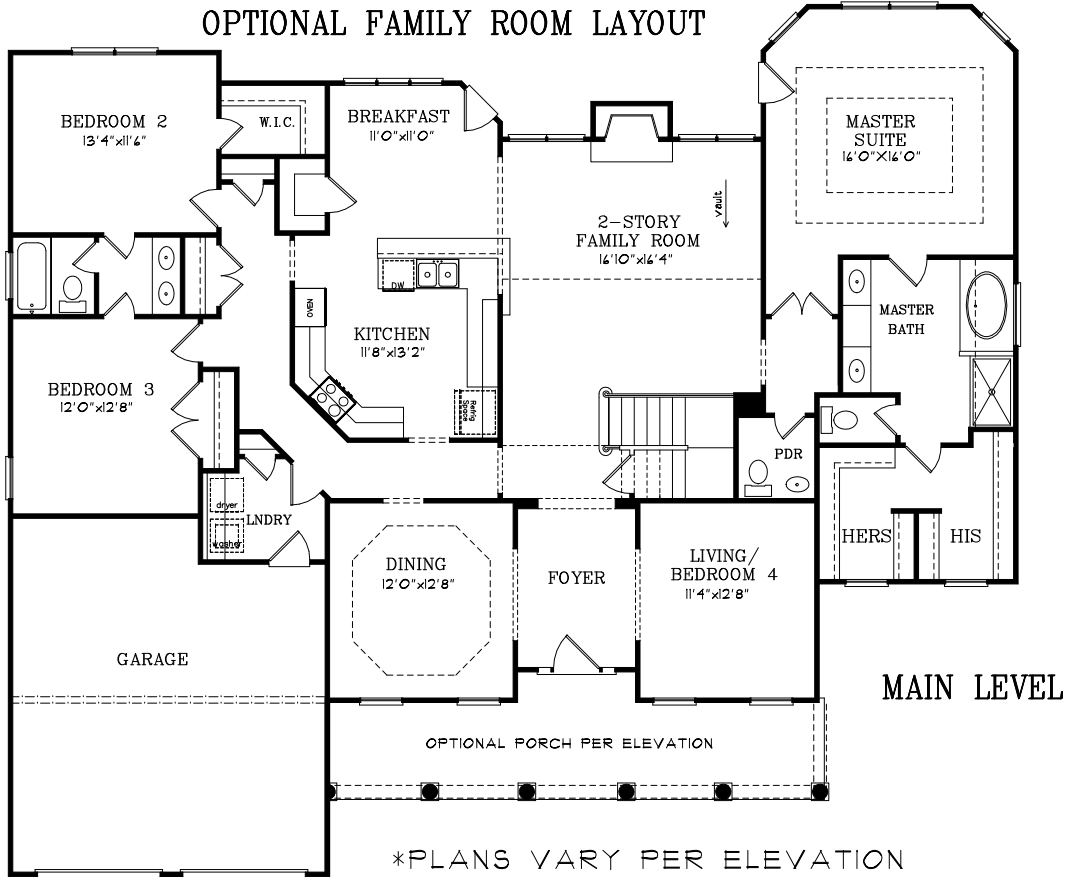 OPTIONAL FAMILY ROOM LAYOUT
BEDROOM 2
13'4"x11'6"
W.I.C.
BREAKFAST
11'0"x11'0"
MASTER
SUITE
16'0"X16'0"
vault
2-STORY
FAMILY ROOM
16'10"x16'4"
DW
OVEN
KITCHEN
11'8"x13'2"
Refrig
Space
MASTER
BATH
BEDROOM 3
12'0"x12'8"
PDR
dryer
LNDRY
washer
HERS
HIS
DINING
12'0"x12'8"
FOYER
LIVING/
BEDROOM 4
11'4"x12'8"
GARAGE
MAIN LEVEL
OPTIONAL PORCH PER ELEVATION
*PLANS VARY PER ELEVATION